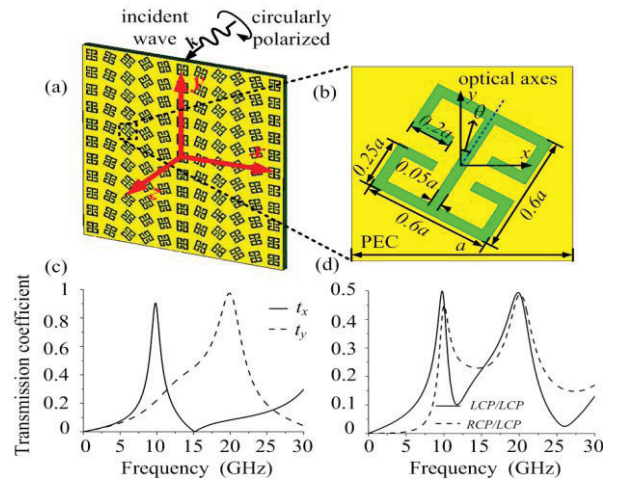 incident
wave
k
circularly
polarized
(a)
y
x
z
(b)
optical axes
y
θ
x
0.2a
0.25a
0.05a
0.6a
0.6a
a
PEC
(c)
Transmission coefficient
1
0.8
0.6
0.4
0.2
0
0 5 10 15 20 25 30
Frequency (GHz)
tx
ty
(d)
0.5
0.4
0.3
0.2
0.1
0
0 5 10 15 20 25 30
Frequency (GHz)
LCP/LCP
RCP/LCP